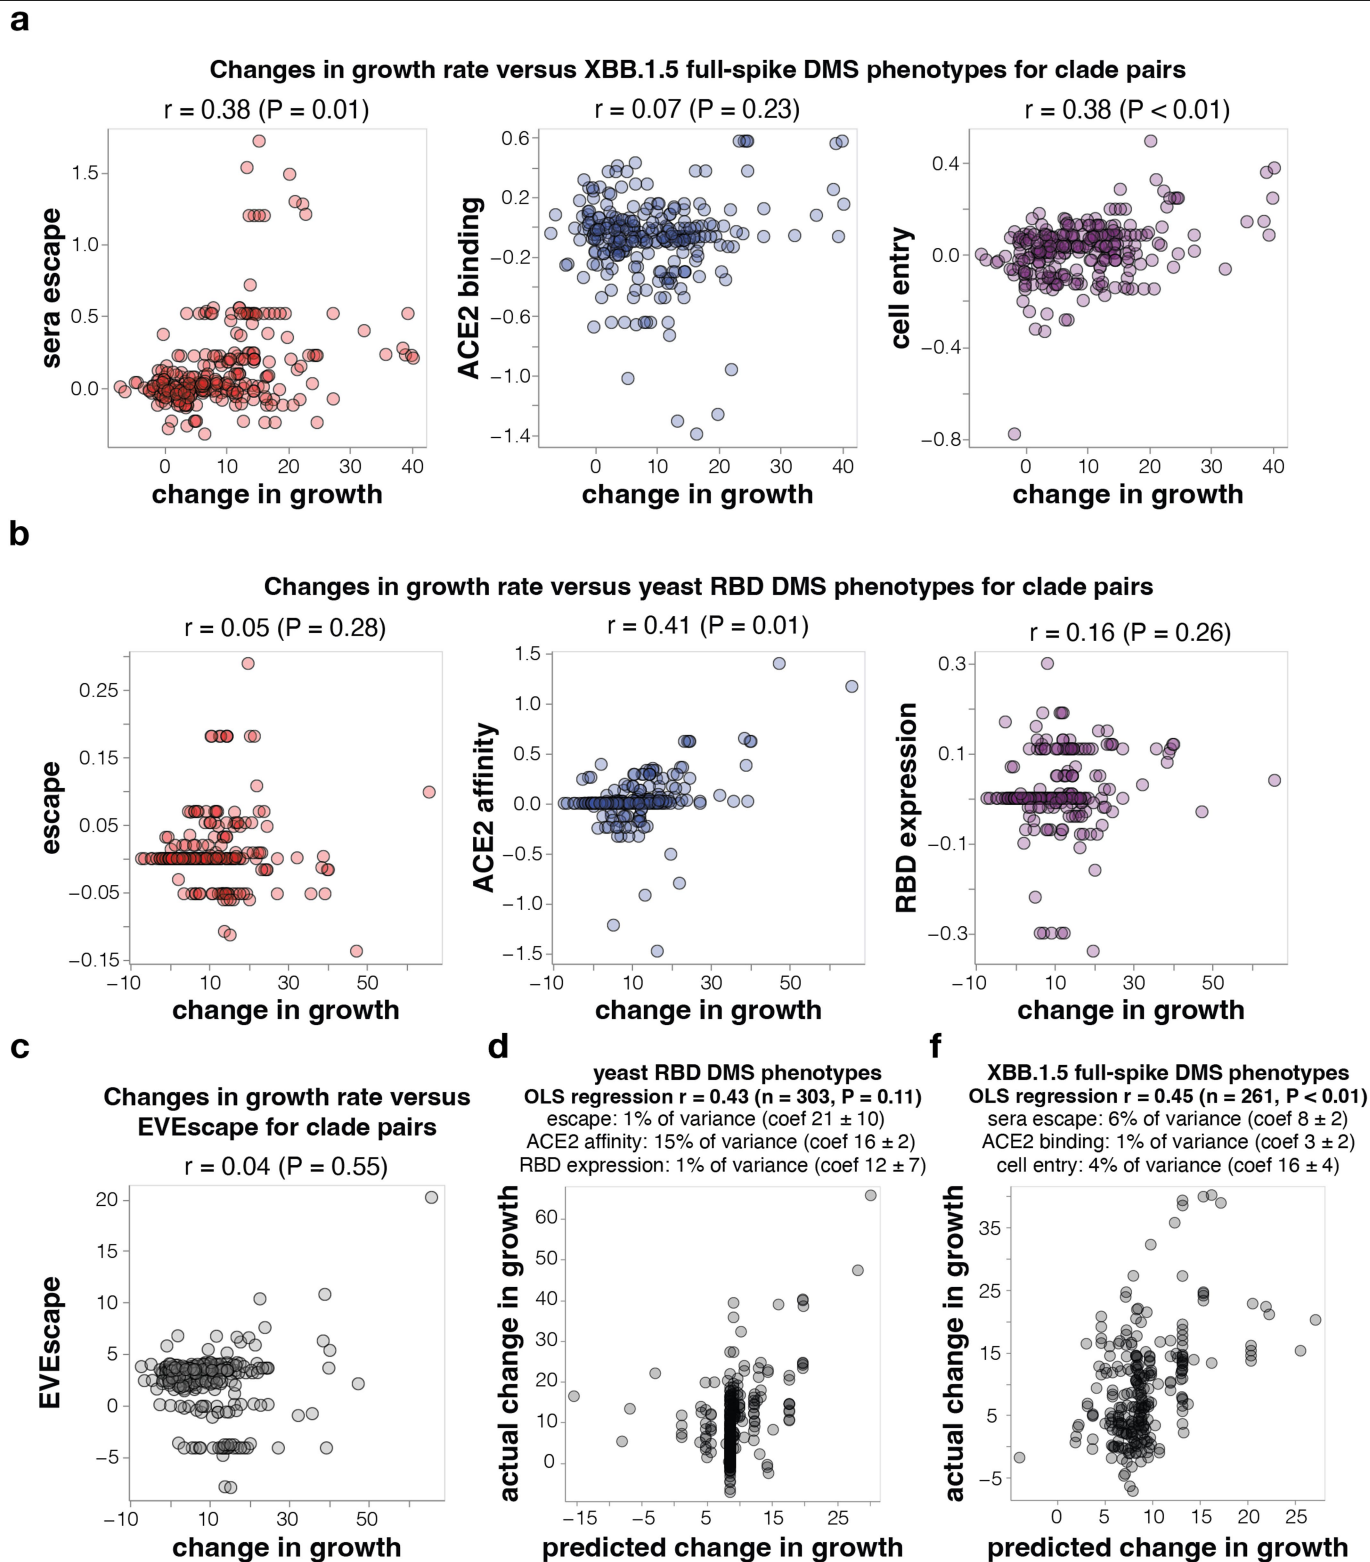 a
Changes in growth rate versus XBB.1.5 full-spike DMS phenotypes for clade pairs
r = 0.38 (P = 0.01)
r = 0.07 (P = 0.23)
r = 0.38 (P < 0.01)
sera escape
1.5
1.0
0.5
0.0
0 10 20 30 40
change in growth
ACE2 binding
0.6
0.2
−0.2
−0.6
−1.0
−1.4
0 10 20 30 40
change in growth
cell entry
0.4
0.0
−0.4
−0.8
0 10 20 30 40
change in growth
b
Changes in growth rate versus yeast RBD DMS phenotypes for clade pairs
r = 0.05 (P = 0.28)
r = 0.41 (P = 0.01)
r = 0.16 (P = 0.26)
escape
0.25
0.15
0.05
−0.05
−0.15
−10 10 30 50
change in growth
ACE2 affinity
1.5
1.0
0.5
0.0
−0.5
−1.0
−1.5
−10 10 30 50
change in growth
RBD expression
0.3
0.1
−0.1
−0.3
−10 10 30 50
change in growth
c
Changes in growth rate versus
EVEscape for clade pairs
r = 0.04 (P = 0.55)
EVEscape
20
15
10
5
0
−5
−10 10 30 50
change in growth
d
yeast RBD DMS phenotypes
OLS regression r = 0.43 (n = 303, P = 0.11)
escape: 1% of variance (coef 21 ± 10)
ACE2 affinity: 15% of variance (coef 16 ± 2)
RBD expression: 1% of variance (coef 12 ± 7)
actual change in growth
60
50
40
30
20
10
0
−15 −5 5 15 25
predicted change in growth
f
XBB.1.5 full-spike DMS phenotypes
OLS regression r = 0.45 (n = 261, P < 0.01)
sera escape: 6% of variance (coef 8 ± 2)
ACE2 binding: 1% of variance (coef 3 ± 2)
cell entry: 4% of variance (coef 16 ± 4)
actual change in growth
35
25
15
5
−5
0 5 10 15 20 25
predicted change in growth